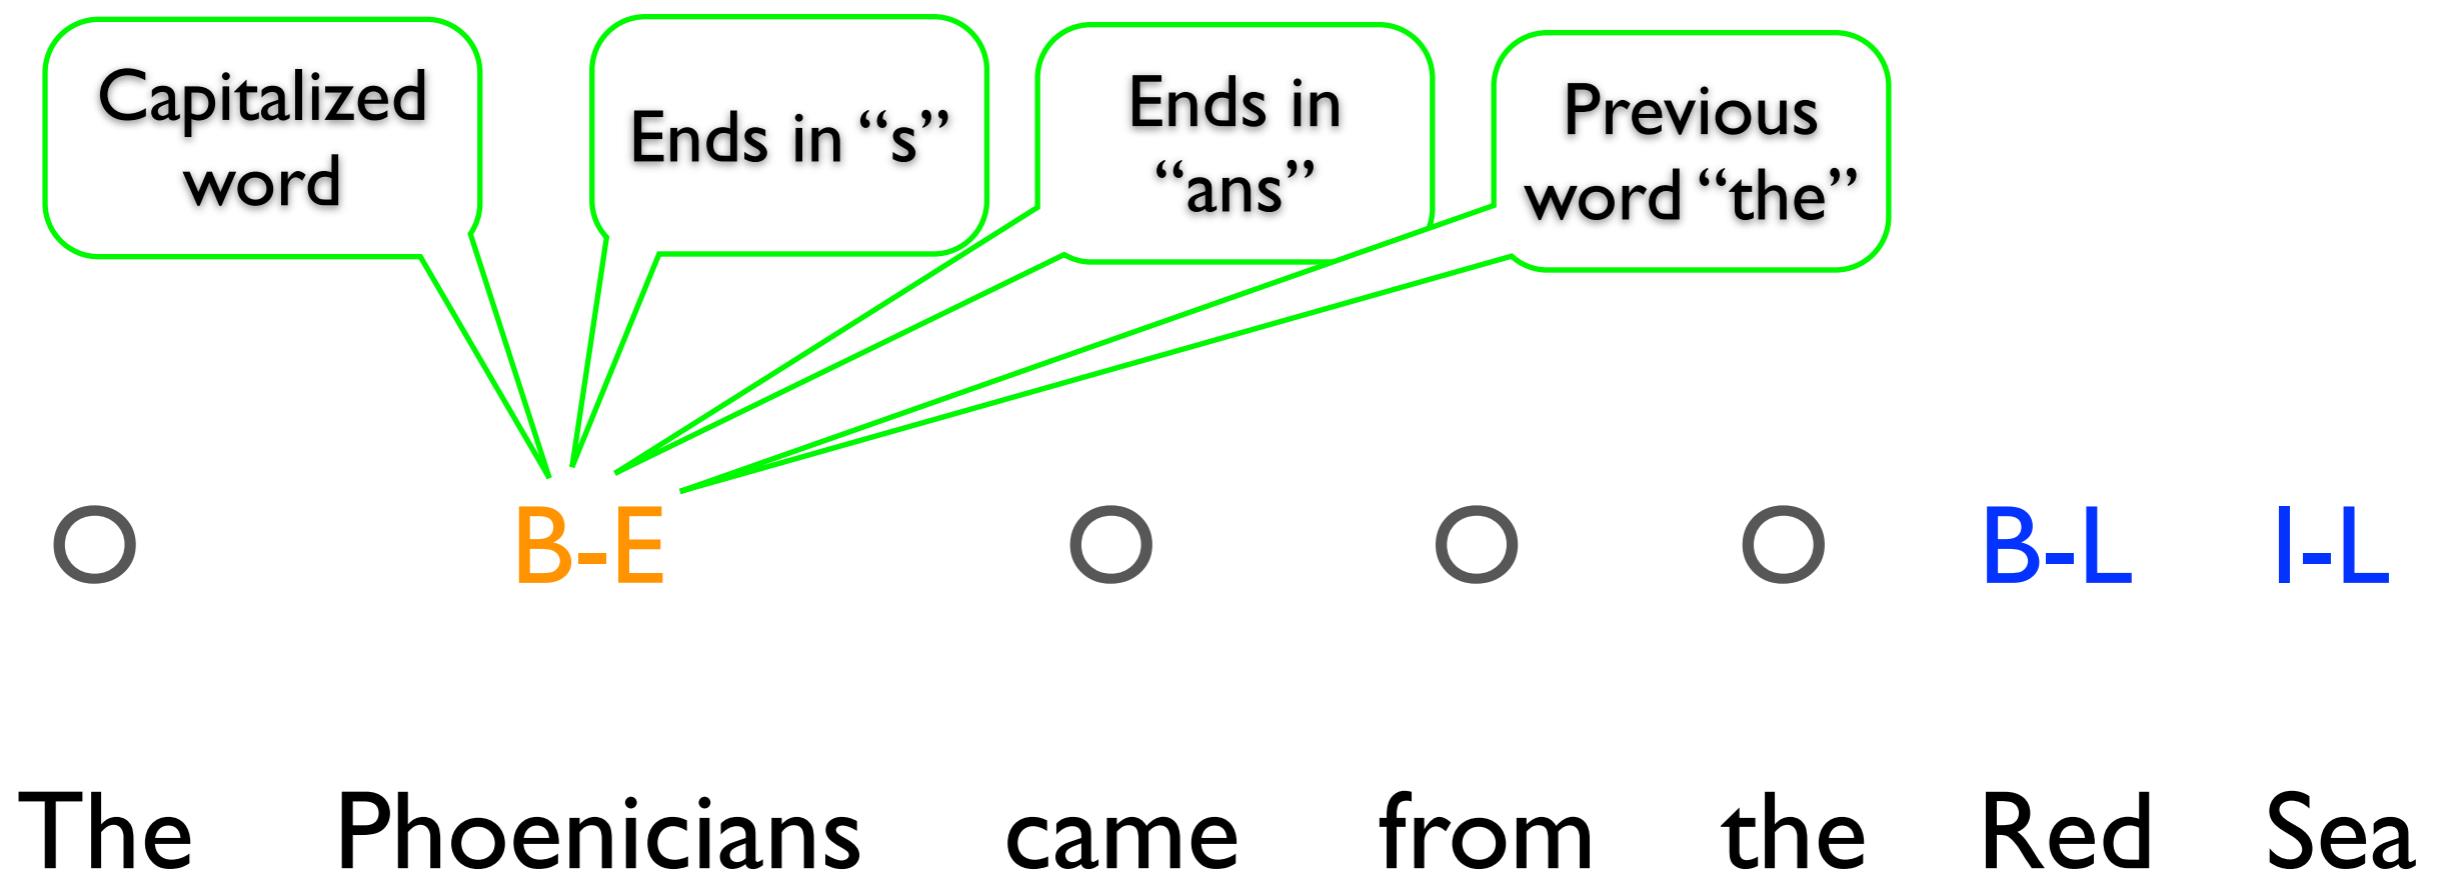 Capitalized
word
Ends in “s”
Ends in
“ans”
Previous
word “the”
O B-E O O O B-L I-L
The Phoenicians came from the Red Sea